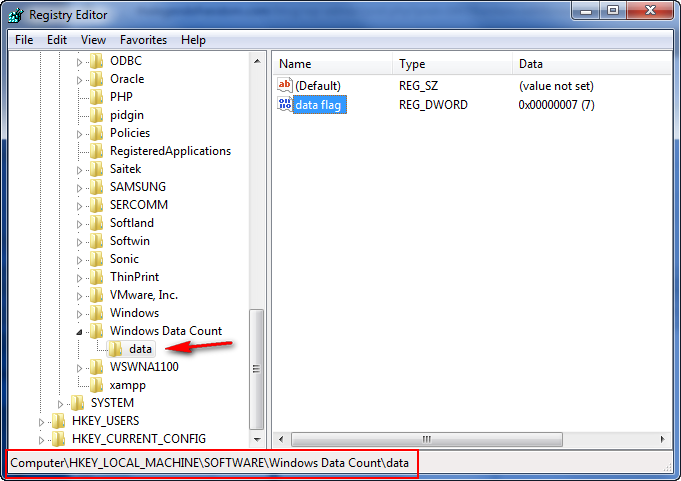 Registry Editor
File Edit View Favorites Help
ODBC
Oracle
PHP
pidgin
Policies
RegisteredApplications
Saitek
SAMSUNG
SERCOMM
Softland
Softwin
Sonic
ThinPrint
VMware, Inc.
Windows
Windows Data Count
data
WSWNA1100
xampp
SYSTEM
HKEY_USERS
HKEY_CURRENT_CONFIG
Name Type Data
(Default) REG_SZ (value not set)
data flag REG_DWORD 0x00000007 (7)
Computer\HKEY_LOCAL_MACHINE\SOFTWARE\Windows Data Count\data